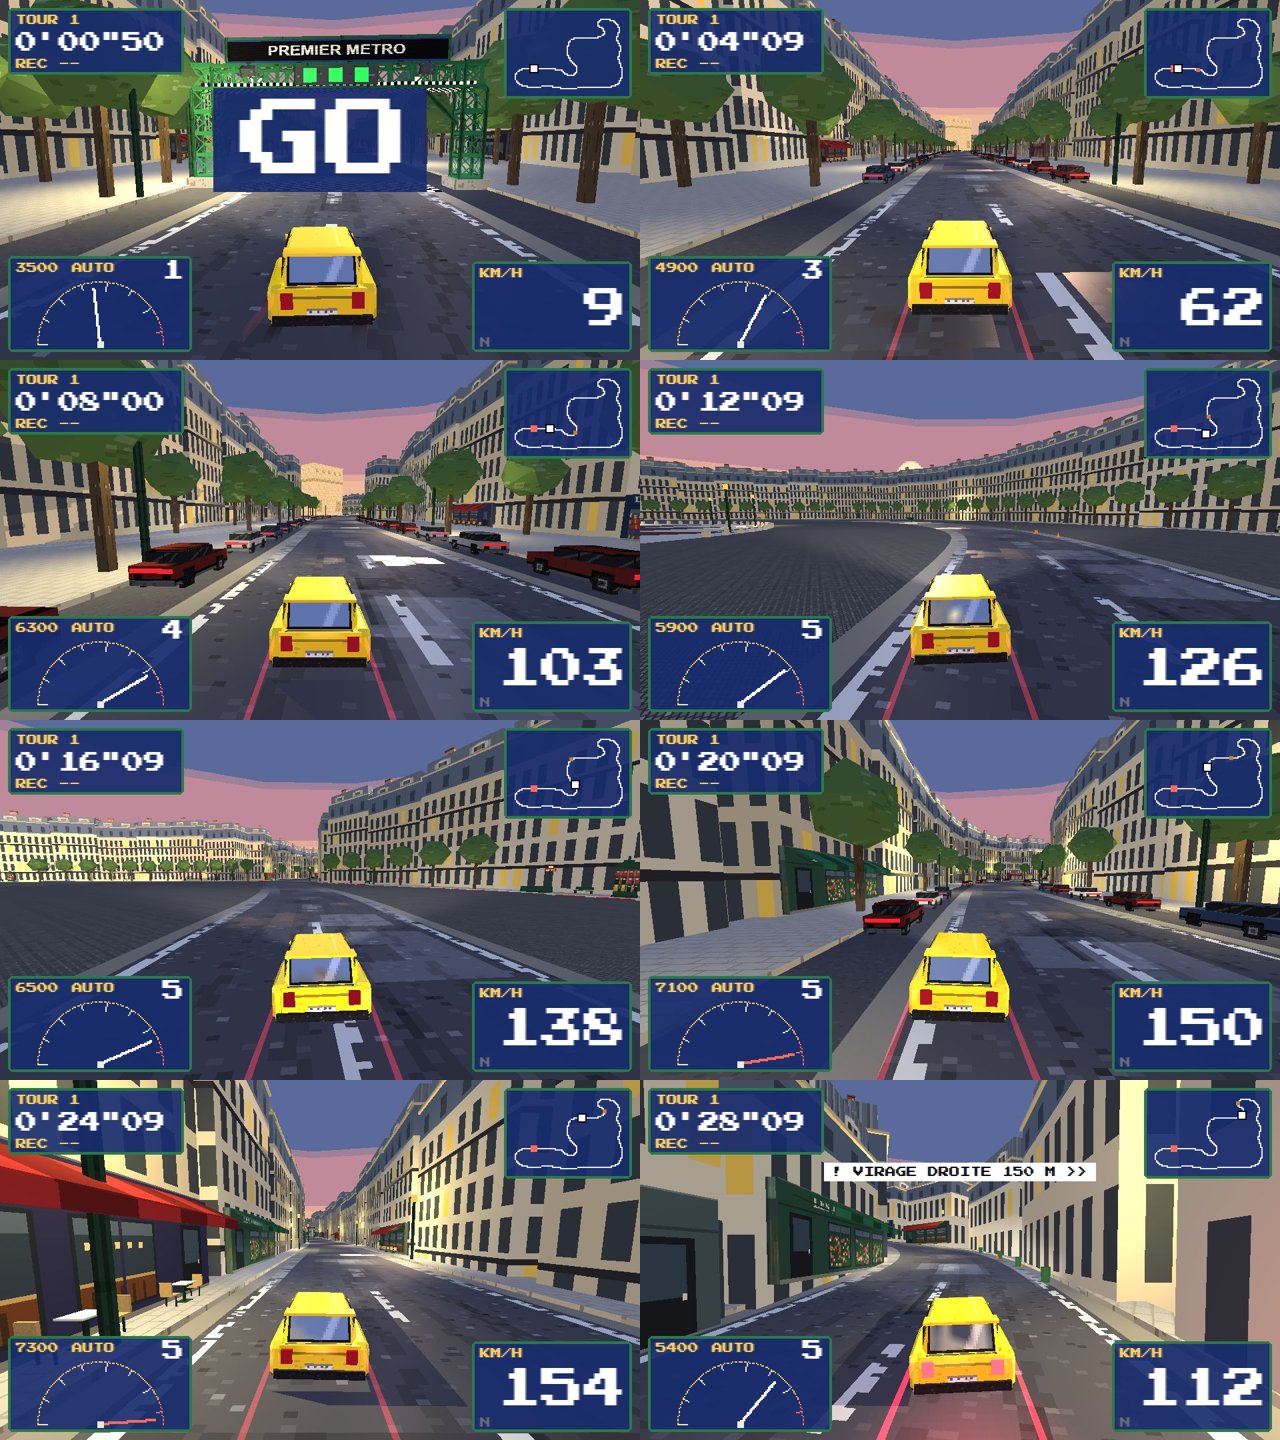 TOUR 1
0'00"50
REC --
PREMIER METRO
GO
3500 AUTO 1
KM/H
9
N
TOUR 1
0'04"09
REC --
4900 AUTO 3
KM/H
62
N
TOUR 1
0'08"00
REC --
6300 AUTO 4
KM/H
103
N
TOUR 1
0'12"09
REC --
5900 AUTO 5
KM/H
126
N
TOUR 1
0'16"09
REC --
6500 AUTO 5
KM/H
138
N
TOUR 1
0'20"09
REC --
7100 AUTO 5
KM/H
150
N
TOUR 1
0'24"09
REC --
7300 AUTO 5
KM/H
154
N
TOUR 1
0'28"09
REC --
! VIRAGE DROITE 150 M >>
5400 AUTO 5
KM/H
112
N